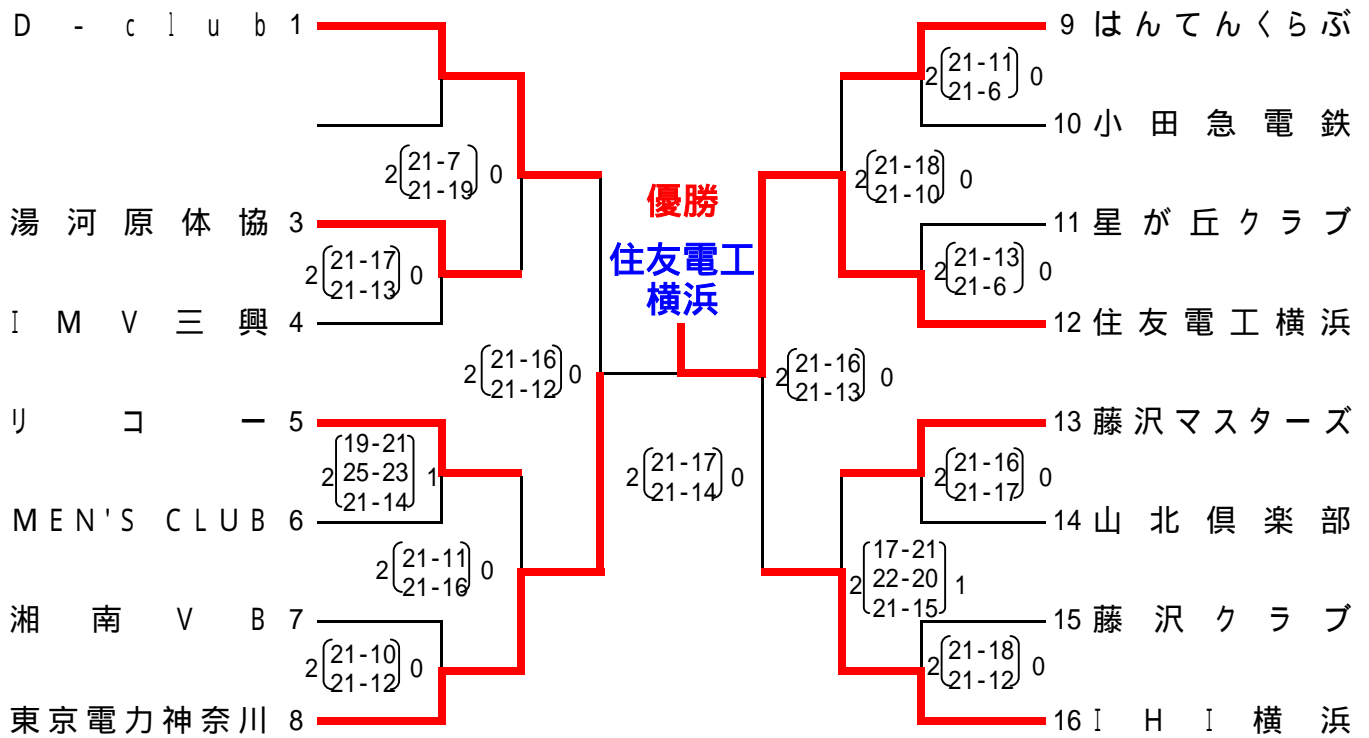 D-club 1
2 21-7 0
21-19
湯河原体協 3
2 21-17 0
21-13
IMV三興 4
2 21-16 0
21-12
リコー 5
19-21
2 25-23 1
21-14
MEN'S CLUB 6
2 21-11 0
21-16
湘南VB 7
2 21-10 0
21-12
東京電力神奈川 8
優勝
住友電工
横浜
2 21-17 0
21-14
9 はんてんくらぶ
2 21-11 0
21-6
10 小田急電鉄
2 21-18 0
21-10
11 星が丘クラブ
2 21-13 0
21-6
12 住友電工横浜
2 21-16 0
21-13
13 藤沢マスターズ
2 21-16 0
21-17
14 山北倶楽部
17-21
2 22-20 1
21-15
15 藤沢クラブ
2 21-18 0
21-12
16 IHI横浜